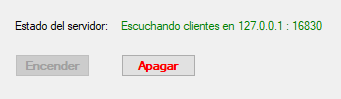 Estado del servidor: Escuchando clientes en 127.0.0.1 : 16830
Encender Apagar